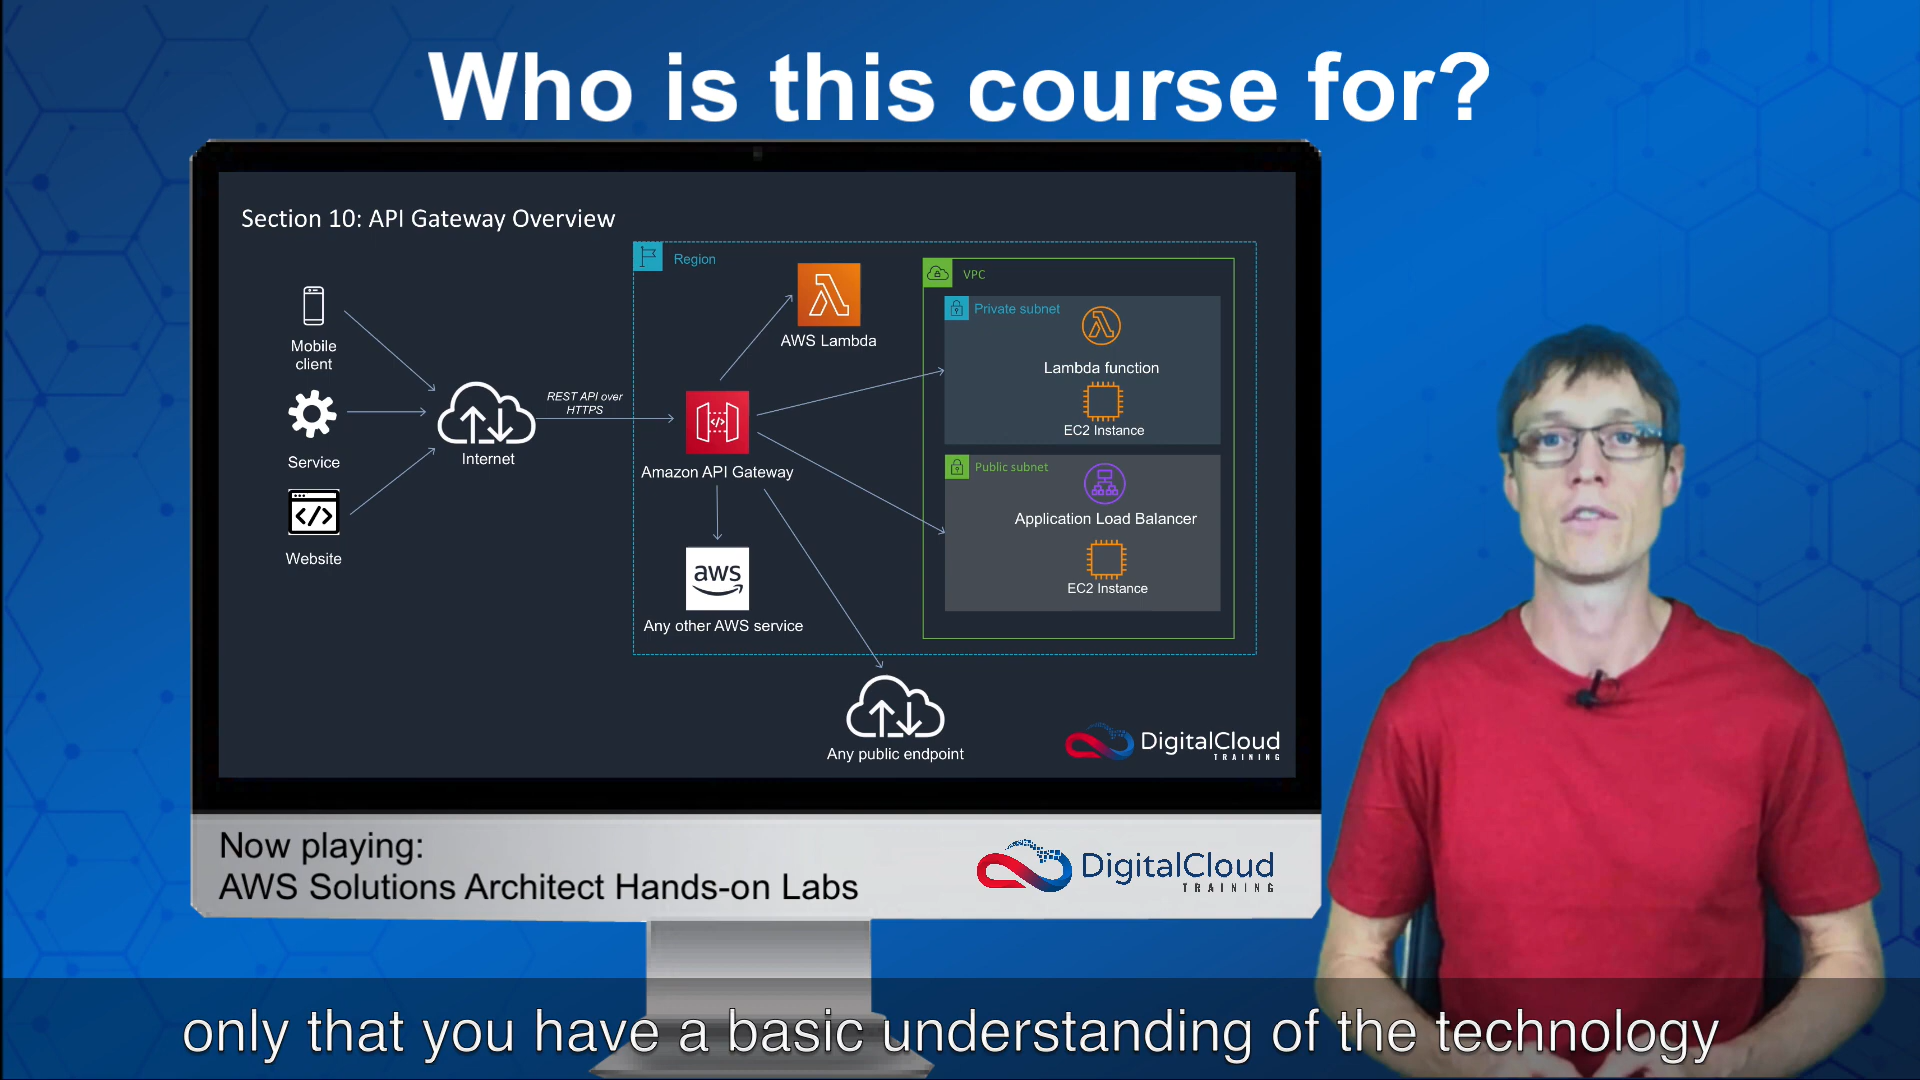 Who is this course for?
Section 10: API Gateway Overview
Region
VPC
Private subnet
Mobile
client
AWS Lambda
Lambda function
REST API over
HTTPS
EC2 Instance
Service
Internet
Amazon API Gateway
Public subnet
Application Load Balancer
Website
aws
EC2 Instance
Any other AWS service
Any public endpoint
DigitalCloud
TRAINING
Now playing:
AWS Solutions Architect Hands-on Labs
DigitalCloud
TRAINING
only that you have a basic understanding of the technology